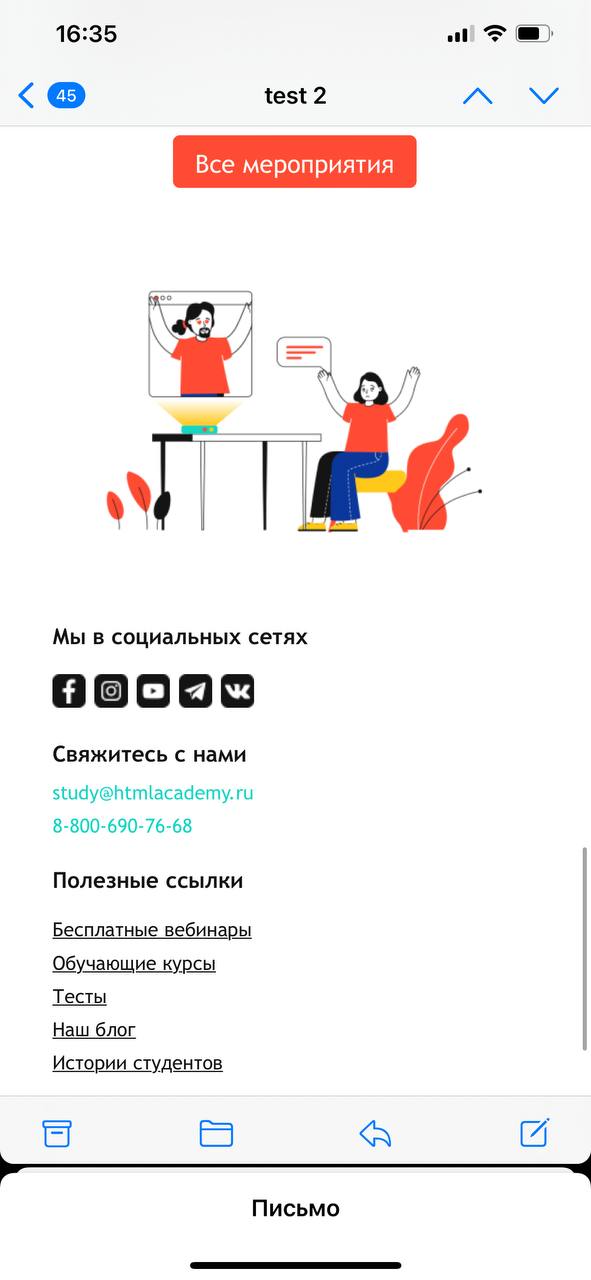 16:35
45
test 2
Все мероприятия
Мы в социальных сетях
Свяжитесь с нами
study@htmlacademy.ru
8-800-690-76-68
Полезные ссылки
Бесплатные вебинары
Обучающие курсы
Тесты
Наш блог
Истории студентов
Письмо